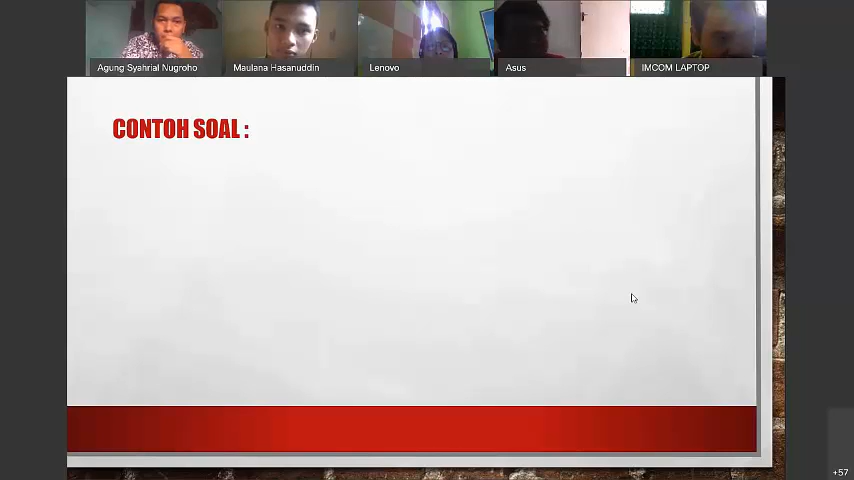 Agung Syahrial Nugroho
Maulana Hasanuddin
Lenovo
Asus
IMCOM LAPTOP
CONTOH SOAL :
+57